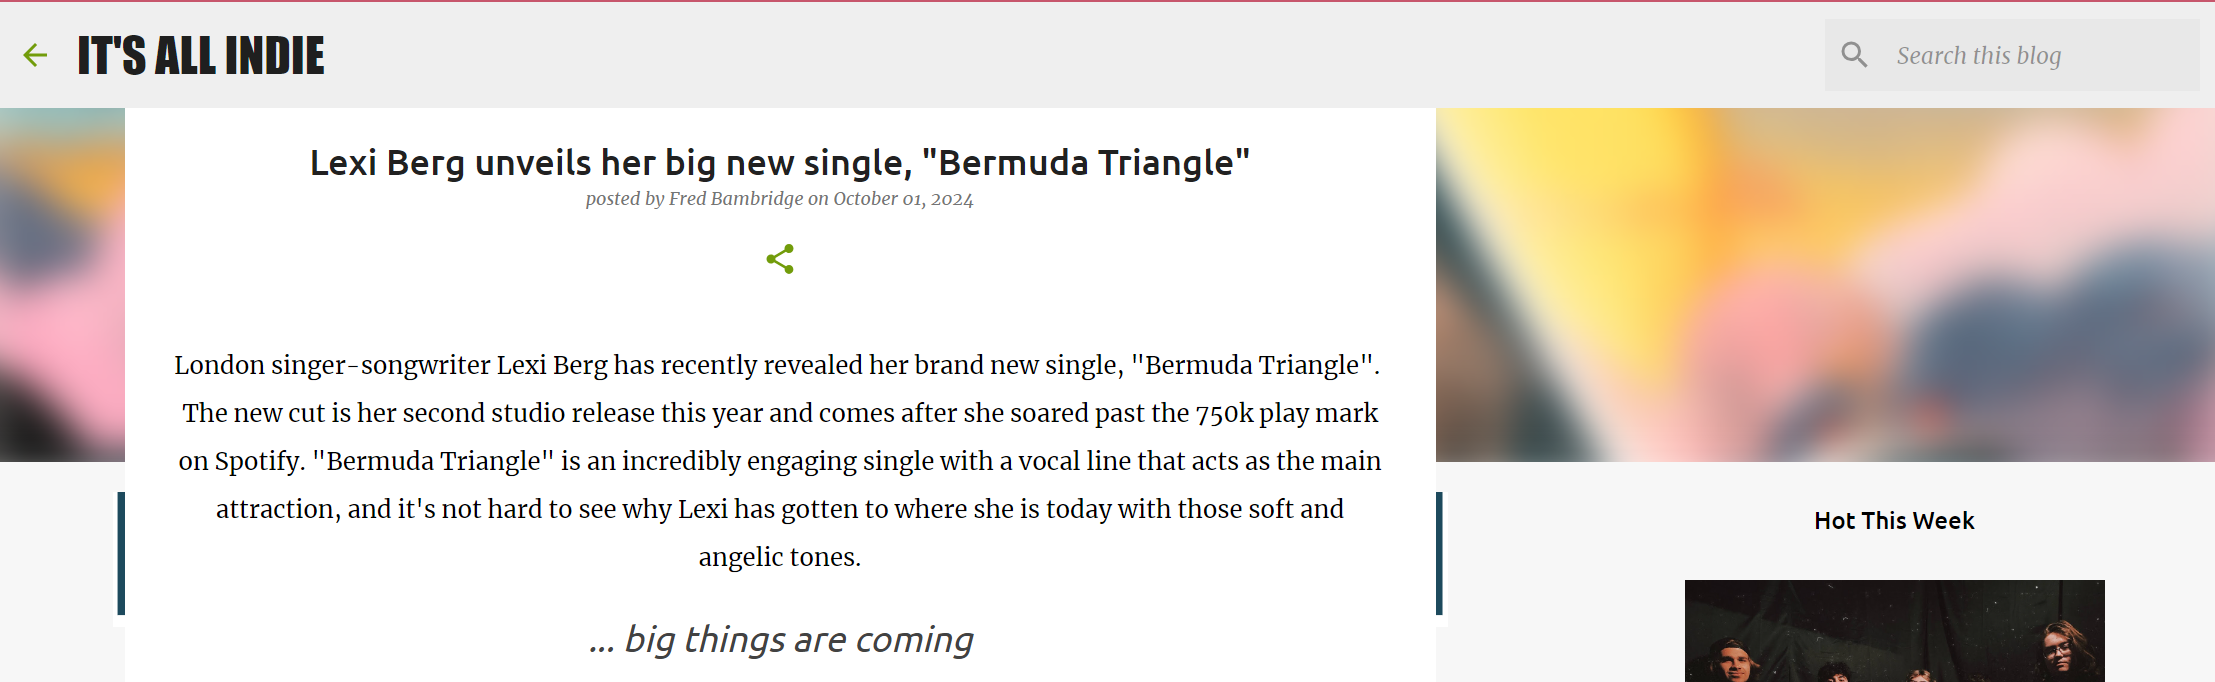 IT'S ALL INDIE
Search this blog
Lexi Berg unveils her big new single, "Bermuda Triangle"
posted by Fred Bambridge on October 01, 2024
London singer-songwriter Lexi Berg has recently revealed her brand new single, "Bermuda Triangle".
The new cut is her second studio release this year and comes after she soared past the 750k play mark
on Spotify. "Bermuda Triangle" is an incredibly engaging single with a vocal line that acts as the main
attraction, and it's not hard to see why Lexi has gotten to where she is today with those soft and
angelic tones.
... big things are coming
Hot This Week